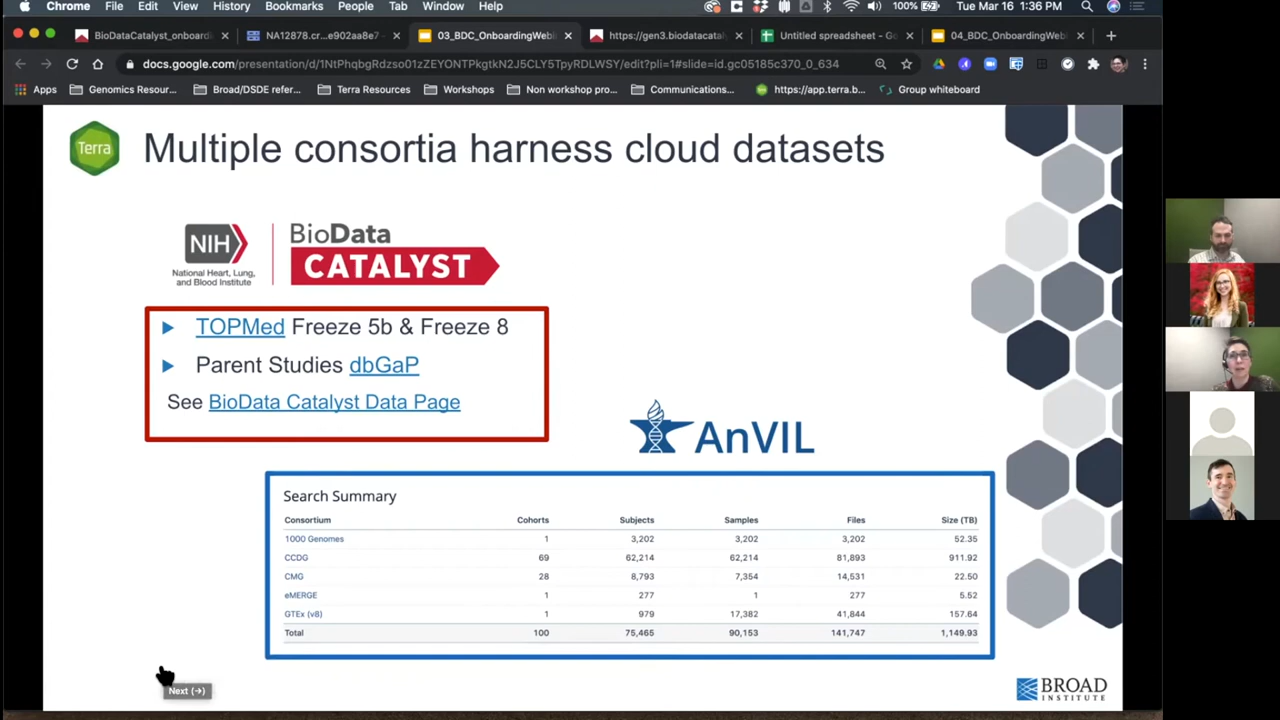 Chrome File Edit View History Bookmarks People Tab Window Help 100% Tue Mar 16 1:36 PM
BioDataCatalyst_onboardi NA12878.cr...e902aa8e7 03_BDC_OnboardingWebi https://gen3.biodatacatal Untitled spreadsheet - Go 04_BDC_OnboardingWebi
docs.google.com/presentation/d/1NtPhqbgRdzso01zZEYONTPkgtkN2J5CLY5TpyRDLWSY/edit?pli=1#slide=id.gc05185c370_0_634
Apps Genomics Resour... Broad/DSDE refer... Terra Resources Workshops Non workshop pro... Communications... https://app.terra.b... Group whiteboard
Terra
Multiple consortia harness cloud datasets
NIH
National Heart, Lung,
and Blood Institute
BioData
CATALYST
TOPMed Freeze 5b & Freeze 8
Parent Studies dbGaP
See BioData Catalyst Data Page
AnVIL
Search Summary
Consortium Cohorts Subjects Samples Files Size (TB)
1000 Genomes 1 3,202 3,202 3,202 52.35
CCDG 69 62,214 62,214 81,893 911.92
CMG 28 8,793 7,354 14,531 22.50
eMERGE 1 277 1 277 5.52
GTEx (v8) 1 979 17,382 41,844 157.64
Total 100 75,465 90,153 141,747 1,149.93
Next (→)
BROAD
INSTITUTE